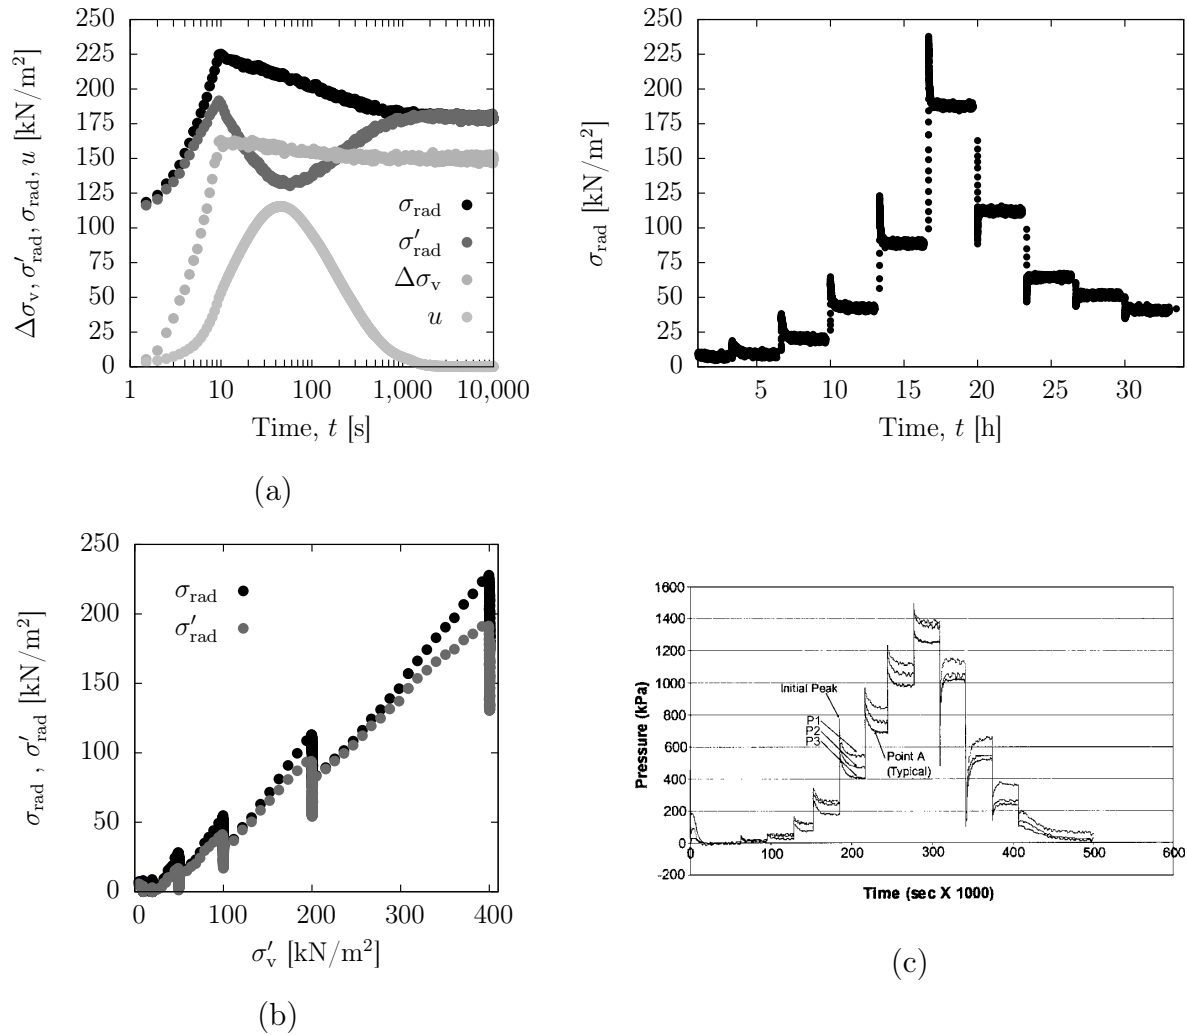 250
225
200
175
150
125
100
75
50
25
0
Δσv, σ′rad, σrad, u [kN/m²]
σrad
σ′rad
Δσv
u
1 10 100 1,000 10,000
Time, t [s]
(a)
250
225
200
175
150
125
100
75
50
25
0
σrad [kN/m²]
5 10 15 20 25 30
Time, t [h]
250
200
150
100
50
0
σrad , σ′rad [kN/m²]
σrad
σ′rad
0 100 200 300 400
σ′v [kN/m²]
(b)
1600
1400
1200
1000
800
600
400
200
0
-200
Pressure (kPa)
Initial Peak
P1
P2
P3
Point A
(Typical)
0 100 200 300 400 500 600
Time (sec X 1000)
(c)